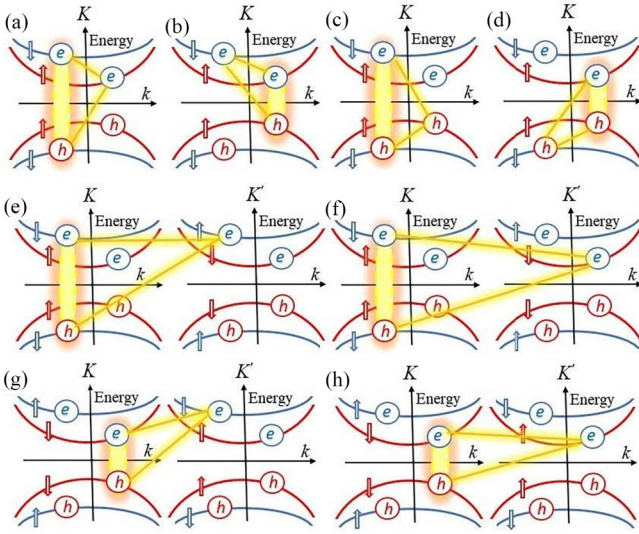 (a) Energy e e k h h
(b) Energy e e k h
(c) Energy e e k h h
(d) Energy e k h h
(e) K Energy e e k h h K′ Energy e e k h h
(f) K Energy e e k h h K′ Energy e e k h h
(g) K Energy e e k h h K′ Energy e e k h h
(h) K Energy e e k h h K′ Energy e e k h h